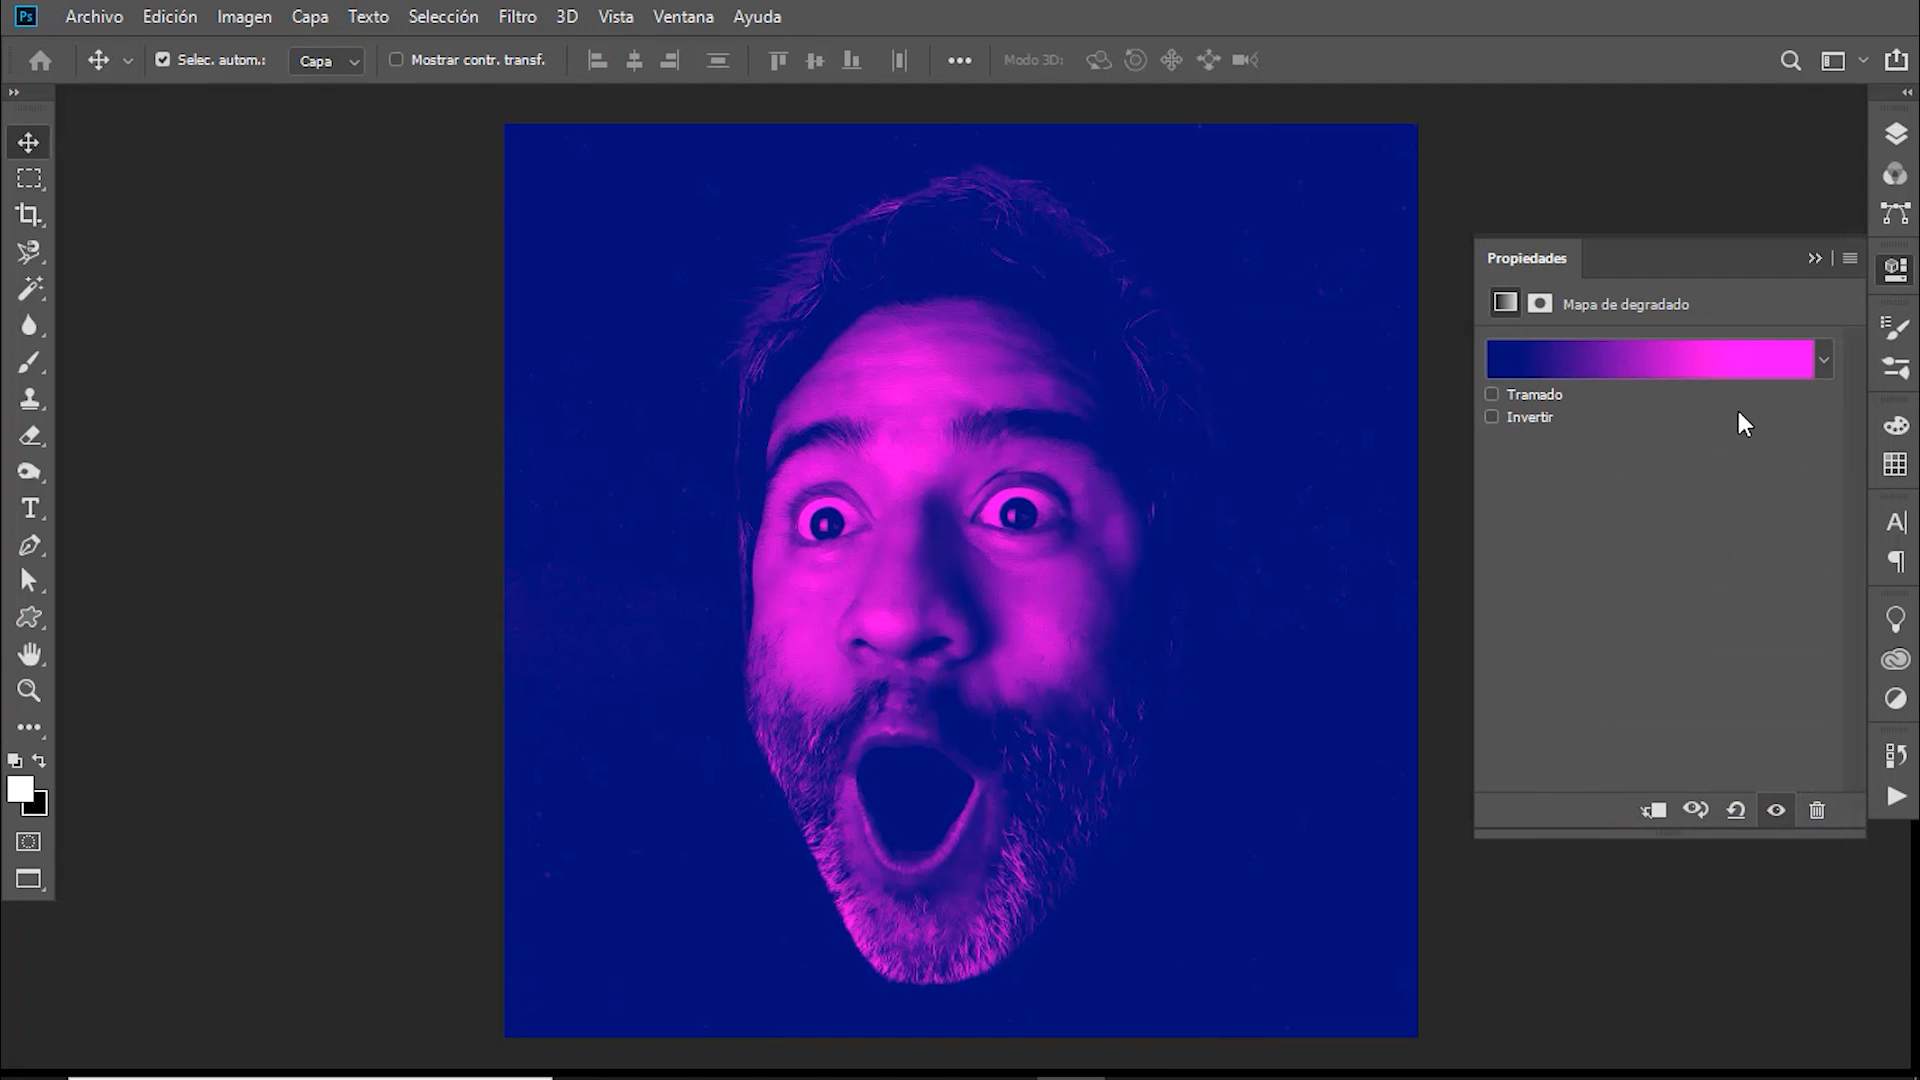 Ps Archivo Edición Imagen Capa Texto Selección Filtro 3D Vista Ventana Ayuda
Selec. autom.: Capa Mostrar contr. transf. Modo 3D:
Propiedades
Mapa de degradado
Tramado
Invertir